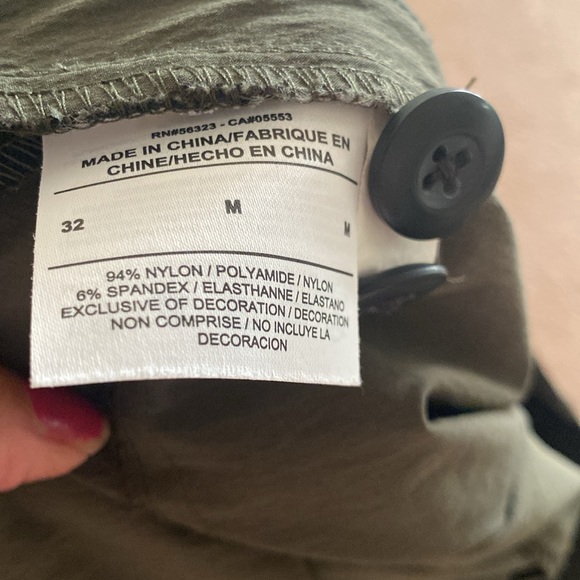 RN#56323 - CA#05553
MADE IN CHINA/FABRIQUE EN
CHINE/HECHO EN CHINA
32 M M
94% NYLON / POLYAMIDE / NYLON
6% SPANDEX / ELASTHANNE / ELASTANO
EXCLUSIVE OF DECORATION / DECORATION
NON COMPRISE / NO INCLUYE LA
DECORACION